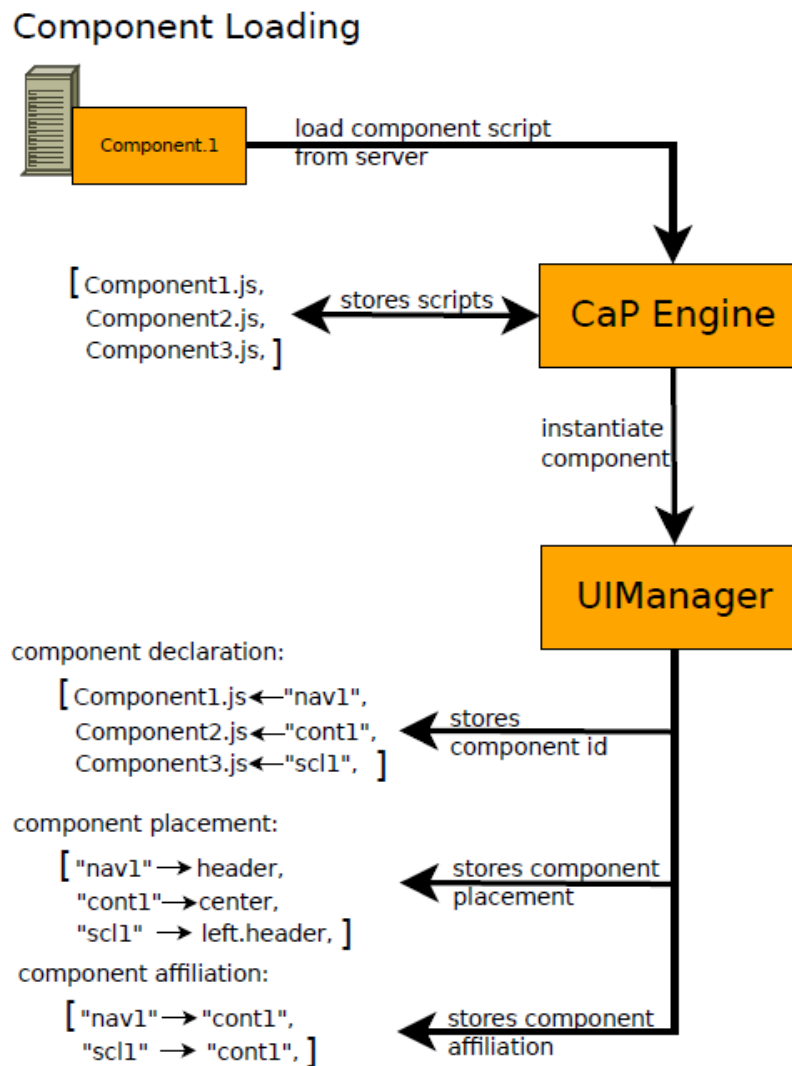 Component Loading
Component.1
load component script
from server
[ Component1.js,
Component2.js,
Component3.js, ]
stores scripts
CaP Engine
instantiate
component
UIManager
component declaration:
[ Component1.js←"nav1",
Component2.js←"cont1",
Component3.js←"scl1", ]
stores
component id
component placement:
[ "nav1"→header,
"cont1"→center,
"scl1" → left.header, ]
stores component
placement
component affiliation:
[ "nav1"→"cont1",
"scl1" → "cont1", ]
stores component
affiliation